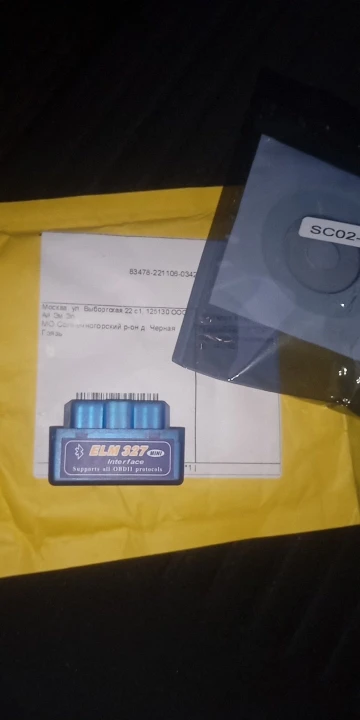 SC02-
83478-221106-0342
Москва, ул. Выборгская 22 с1, 125130 ООО
МО Солнечногорский р-он д. Черная
Грязь
ELM 327 MINI
Interface
Supports all OBDII protocols